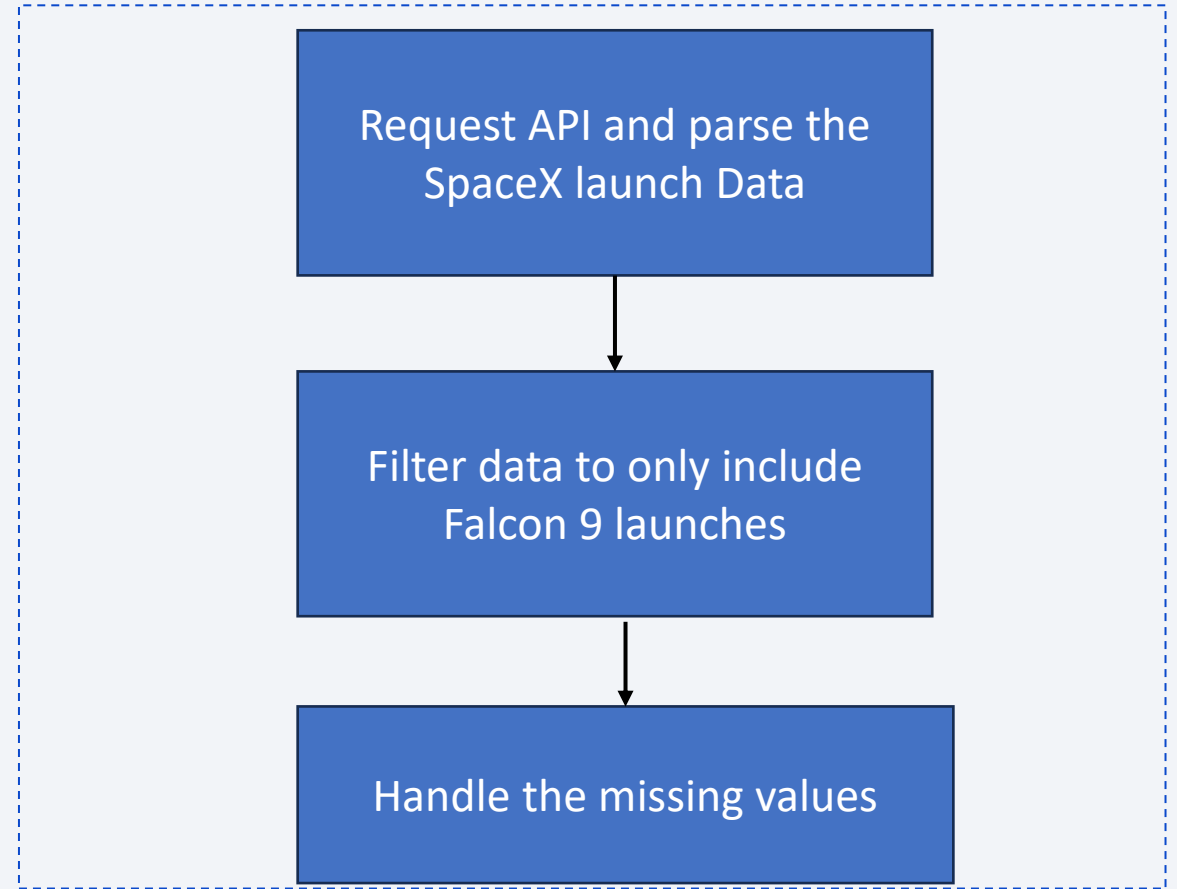 Request API and parse the
SpaceX launch Data
Filter data to only include
Falcon 9 launches
Handle the missing values